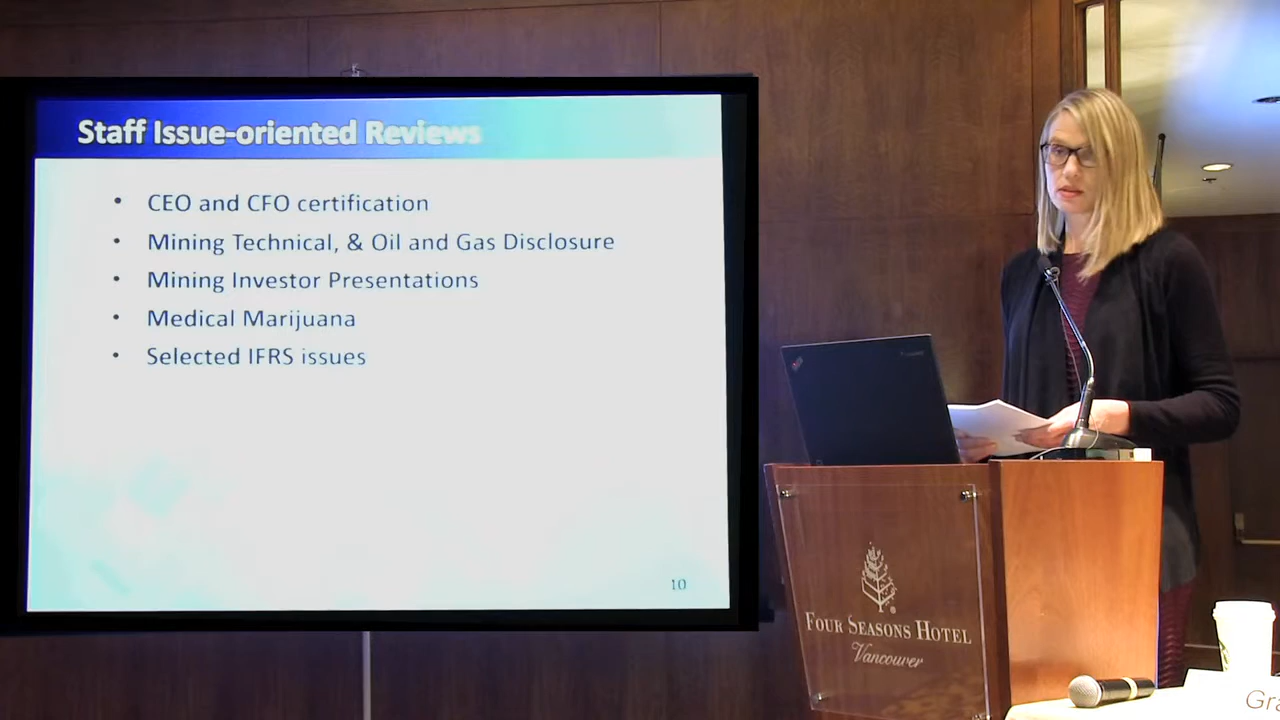 Staff Issue-oriented Reviews
• CEO and CFO certification
• Mining Technical, & Oil and Gas Disclosure
• Mining Investor Presentations
• Medical Marijuana
• Selected IFRS issues
10
FOUR SEASONS HOTEL
Vancouver